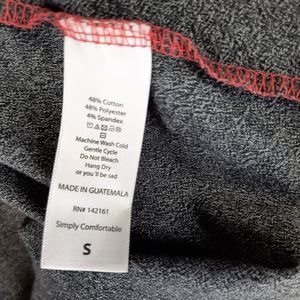 48% Cotton
48% Polyester
4% Spandex
Machine Wash Cold
Gentle Cycle
Do Not Bleach
Hang Dry
or you'll be sad
MADE IN GUATEMALA
RN# 142161
Simply Comfortable
S